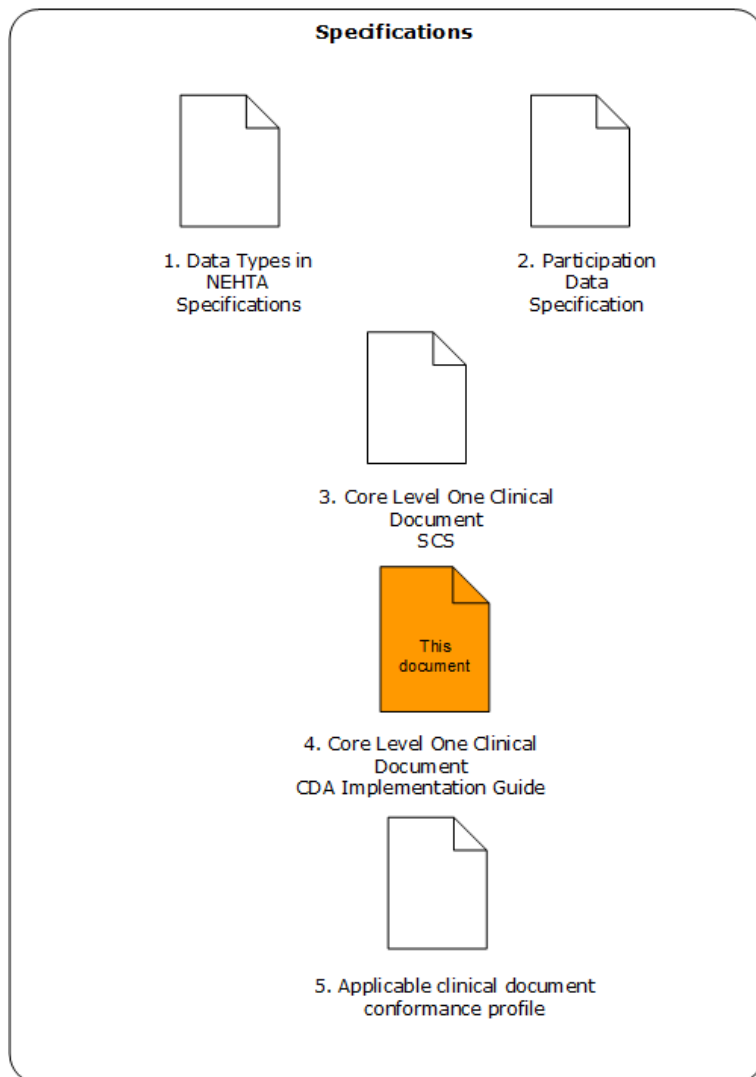 Specifications
1. Data Types in
NEHTA
Specifications
2. Participation
Data
Specification
3. Core Level One Clinical
Document
SCS
This
document
4. Core Level One Clinical
Document
CDA Implementation Guide
5. Applicable clinical document
conformance profile